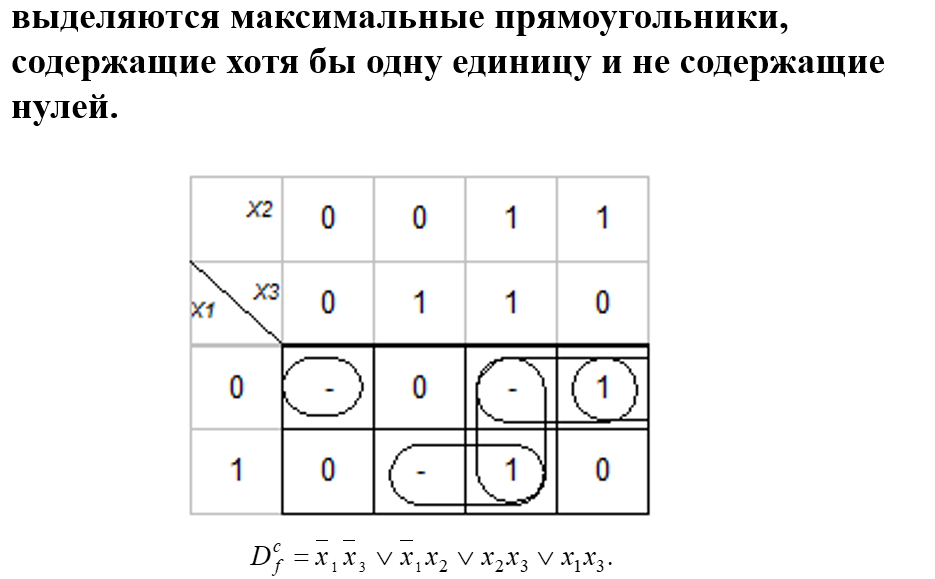 выделяются максимальные прямоугольники,
содержащие хотя бы одну единицу и не содержащие
нулей.
X2 0 0 1 1
X1 X3 0 1 1 0
0 - 0 - 1
1 0 - 1 0
D_f^c = x̅₁x̅₃ ∨ x̅₁x₂ ∨ x₂x₃ ∨ x₁x₃.